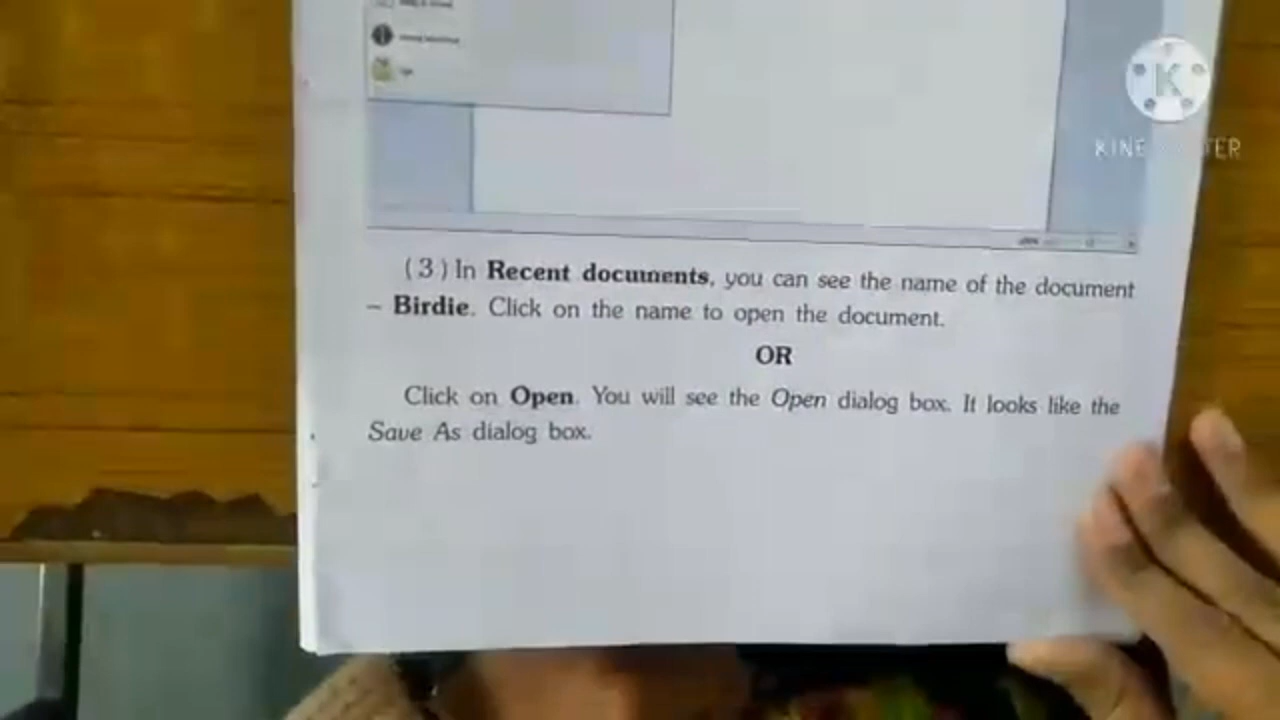 (3) In Recent documents, you can see the name of the document
– Birdie. Click on the name to open the document.
OR
Click on Open. You will see the Open dialog box. It looks like the
Save As dialog box.
K